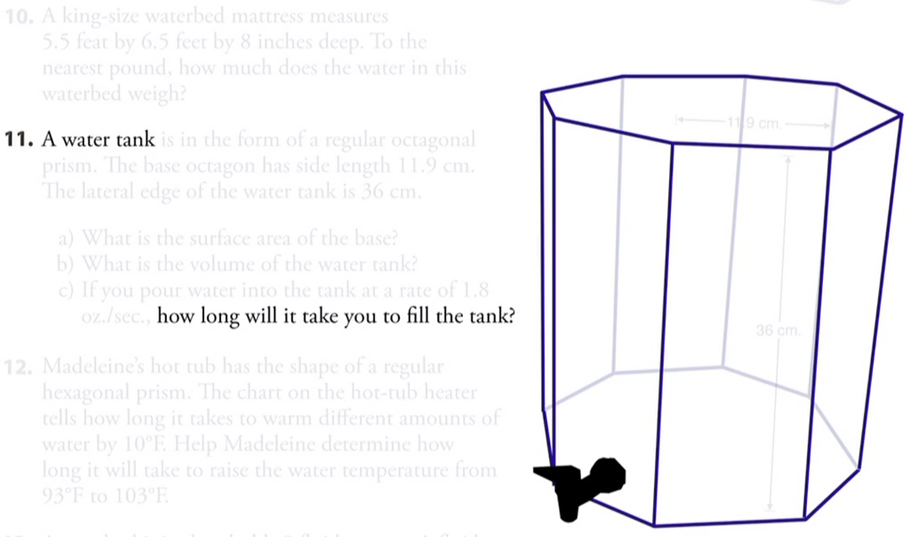 10. A king-size waterbed mattress measures
5.5 feat by 6.5 feet by 8 inches deep. To the
nearest pound, how much does the water in this
waterbed weigh?
11. A water tank is in the form of a regular octagonal
prism. The base octagon has side length 11.9 cm.
The lateral edge of the water tank is 36 cm.
a) What is the surface area of the base?
b) What is the volume of the water tank?
c) If you pour water into the tank at a rate of 1.8
oz./sec., how long will it take you to fill the tank?
12. Madeleine's hot tub has the shape of a regular
hexagonal prism. The chart on the hot-tub heater
tells how long it takes to warm different amounts of
water by 10°F. Help Madeleine determine how
long it will take to raise the water temperature from
93°F to 103°F.
11.9 cm.
36 cm.